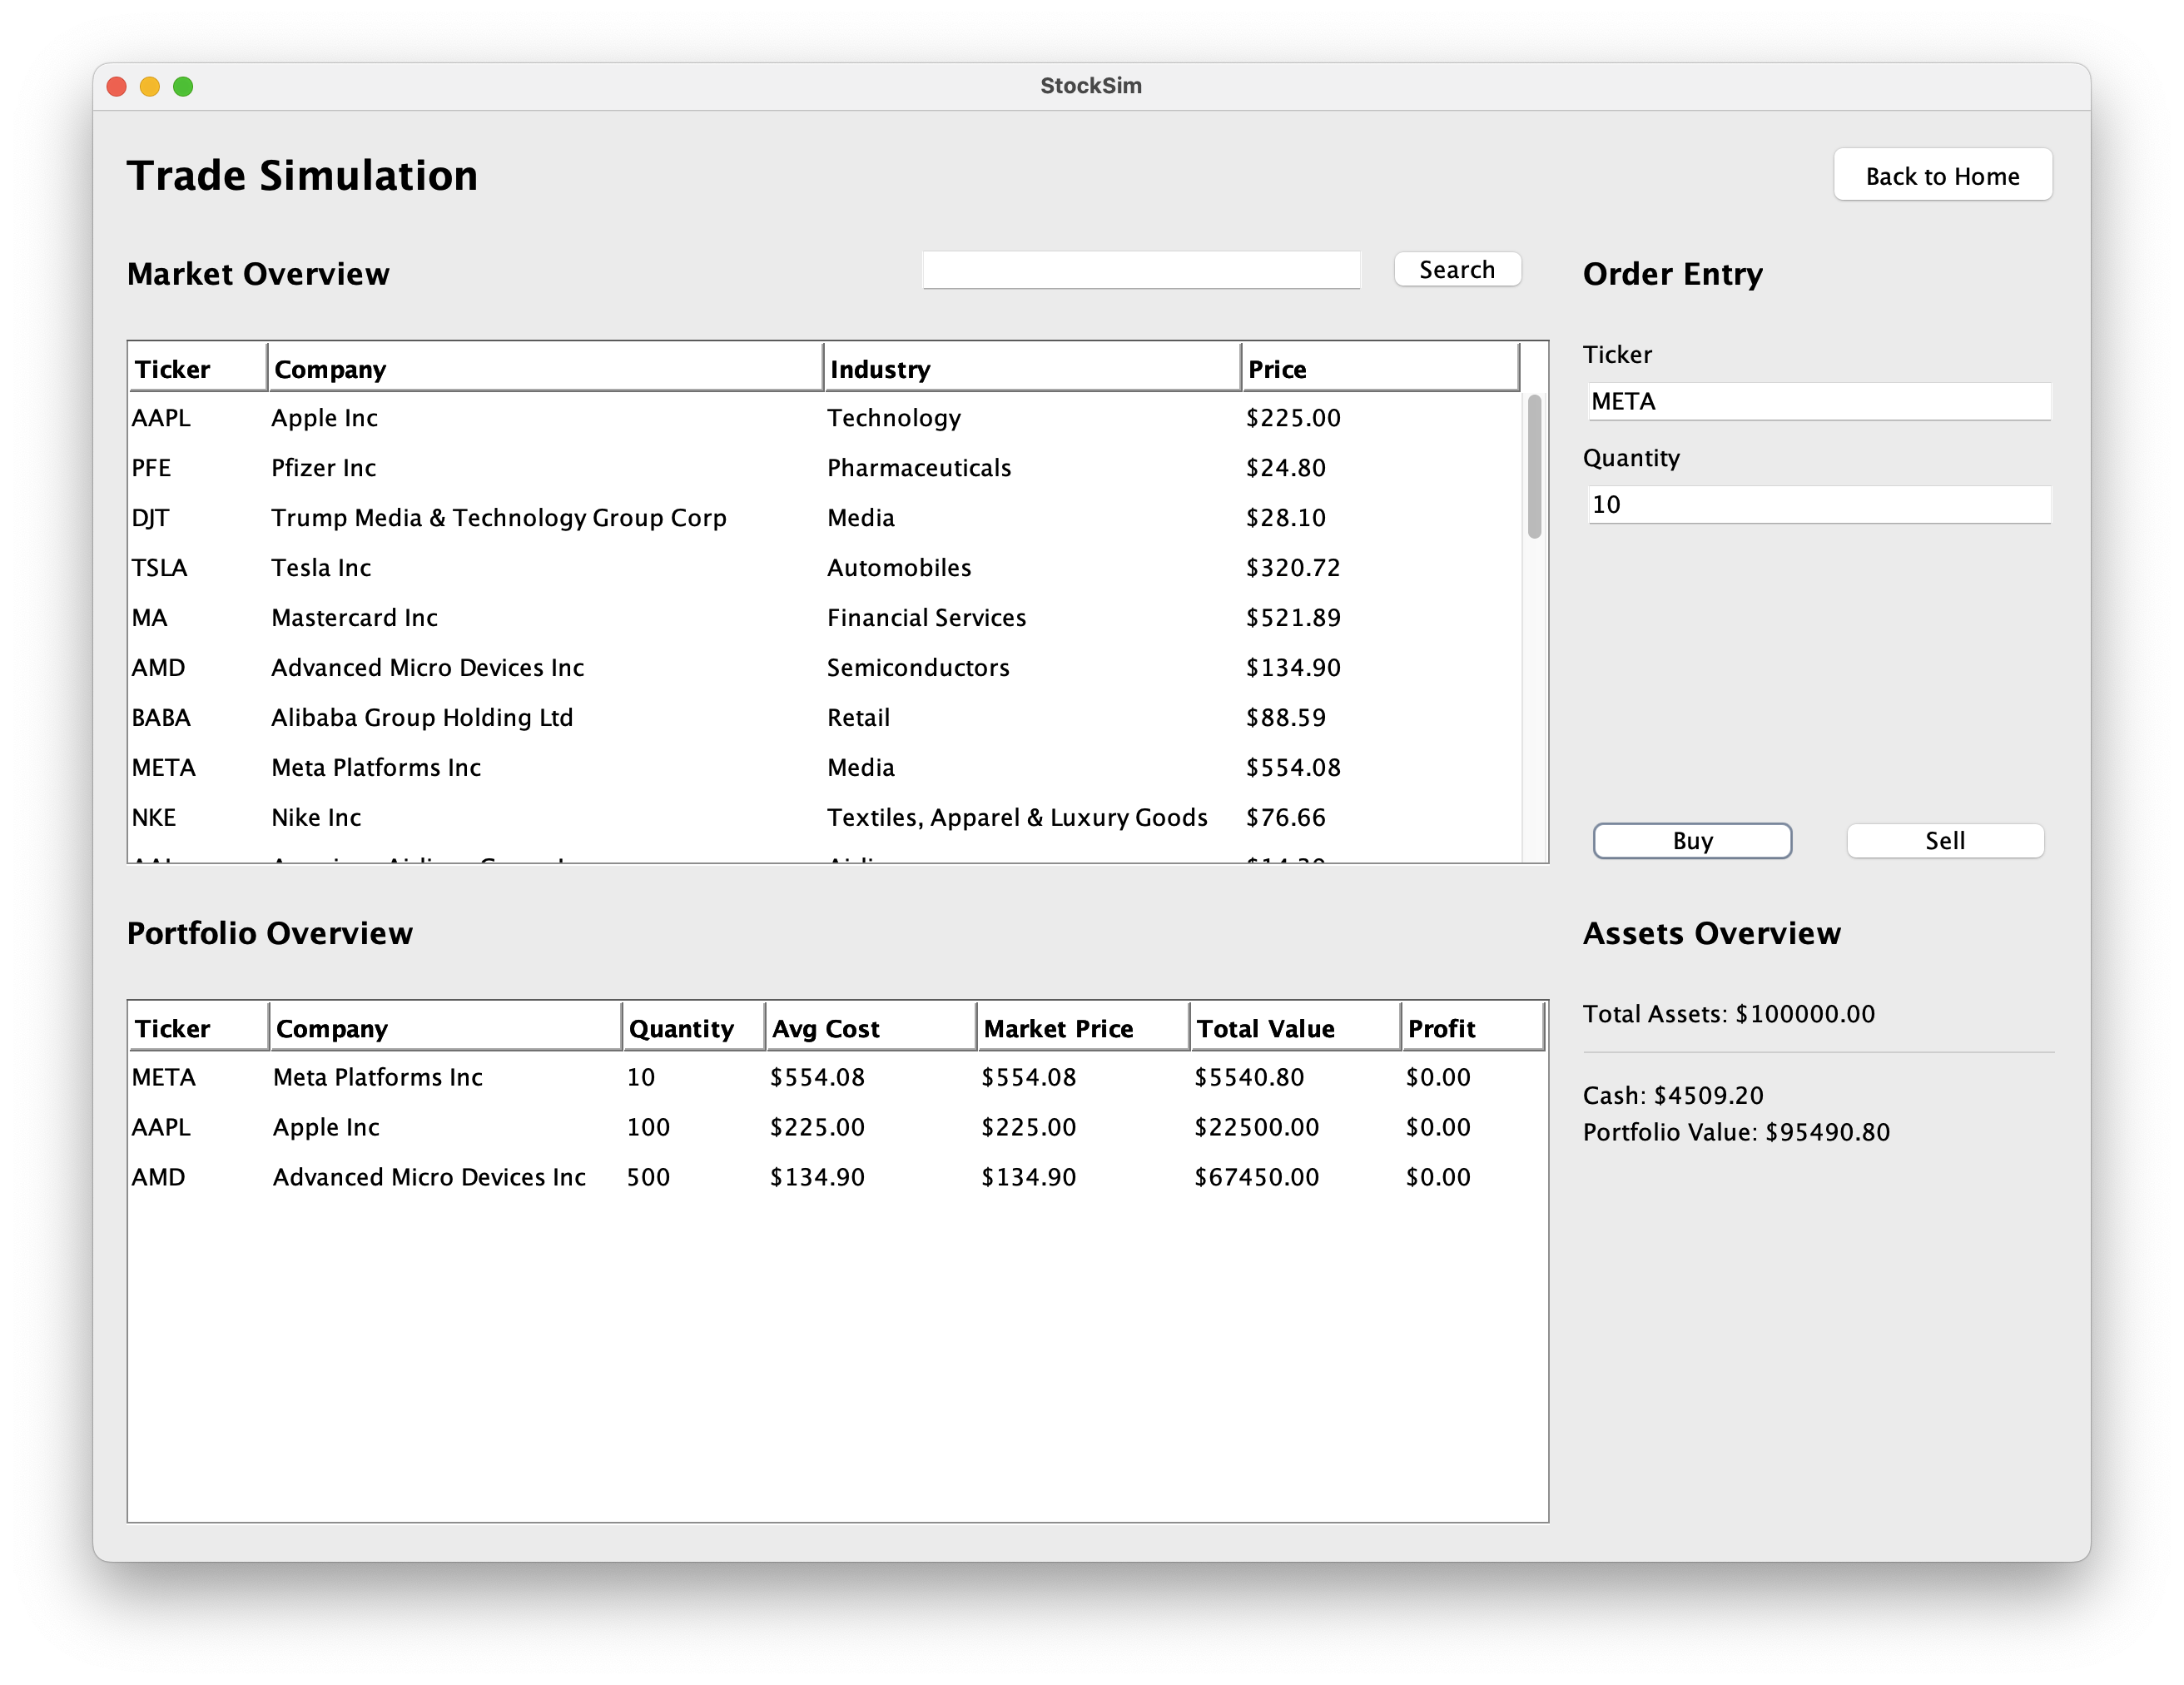 StockSim
Trade Simulation
Back to Home
Market Overview
Search
Ticker Company Industry Price
AAPL Apple Inc Technology $225.00
PFE Pfizer Inc Pharmaceuticals $24.80
DJT Trump Media & Technology Group Corp Media $28.10
TSLA Tesla Inc Automobiles $320.72
MA Mastercard Inc Financial Services $521.89
AMD Advanced Micro Devices Inc Semiconductors $134.90
BABA Alibaba Group Holding Ltd Retail $88.59
META Meta Platforms Inc Media $554.08
NKE Nike Inc Textiles, Apparel & Luxury Goods $76.66
Order Entry
Ticker
META
Quantity
10
Buy Sell
Portfolio Overview
Ticker Company Quantity Avg Cost Market Price Total Value Profit
META Meta Platforms Inc 10 $554.08 $554.08 $5540.80 $0.00
AAPL Apple Inc 100 $225.00 $225.00 $22500.00 $0.00
AMD Advanced Micro Devices Inc 500 $134.90 $134.90 $67450.00 $0.00
Assets Overview
Total Assets: $100000.00
Cash: $4509.20
Portfolio Value: $95490.80